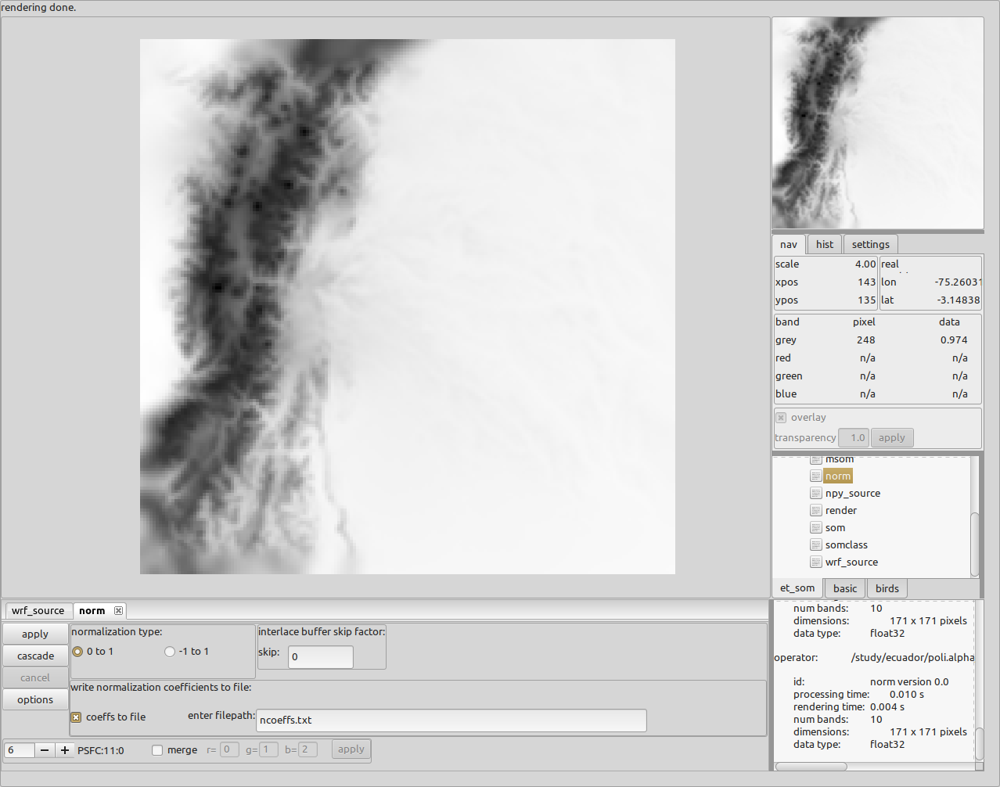 rendering done.
nav hist settings
scale 4.00 real
xpos 143 lon -75.26031
ypos 135 lat -3.14838
band pixel data
grey 248 0.974
red n/a n/a
green n/a n/a
blue n/a n/a
overlay
transparency 1.0 apply
msom
norm
npy_source
render
som
somclass
wrf_source
et_som basic birds
wrf_source norm
apply
cascade
cancel
options
normalization type:
0 to 1 -1 to 1
interlace buffer skip factor:
skip: 0
write normalization coefficients to file:
coeffs to file enter filepath: ncoeffs.txt
6 PSFC:11:0 merge r= 0 g= 1 b= 2 apply
num bands: 10
dimensions: 171 x 171 pixels
data type: float32
operator: /study/ecuador/poli.alpha
id: norm version 0.0
processing time: 0.010 s
rendering time: 0.004 s
num bands: 10
dimensions: 171 x 171 pixels
data type: float32